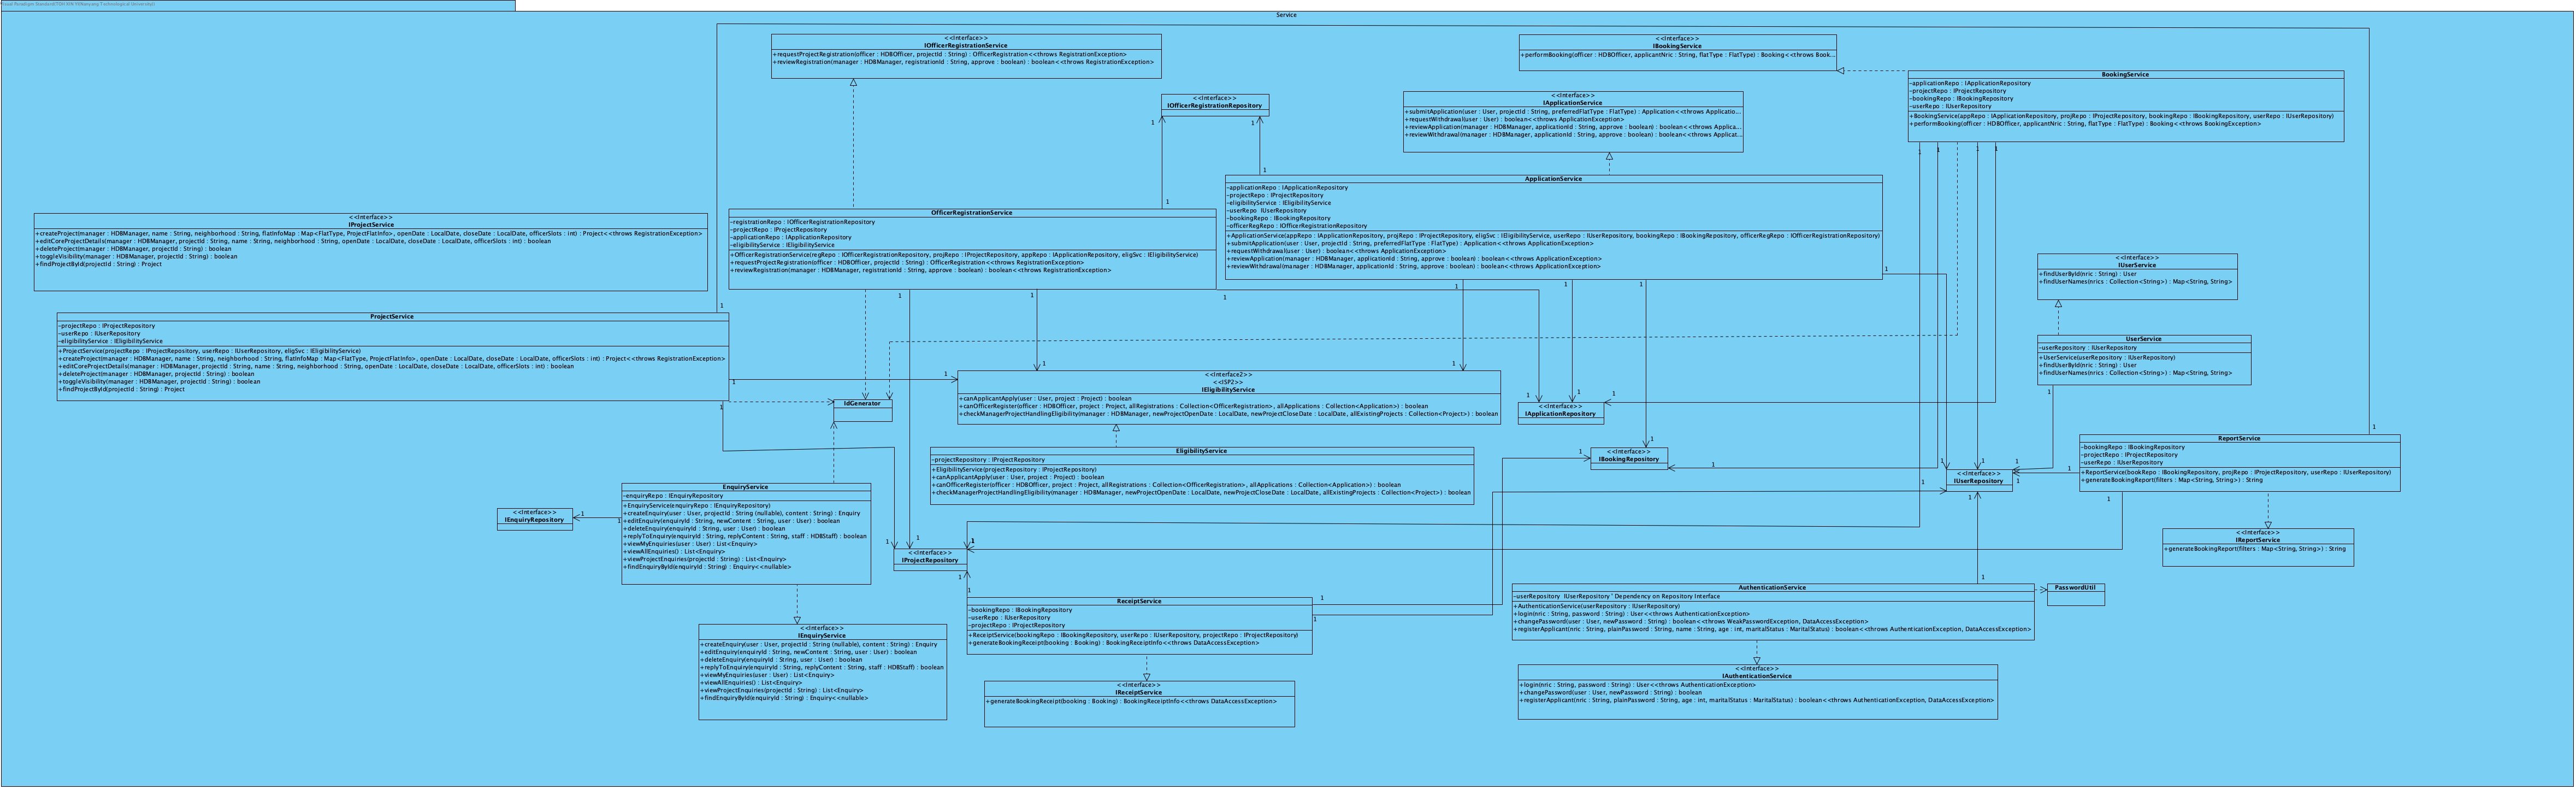 Visual Paradigm Standard(TOH XIN YI(Nanyang Technological University))
Service
<<Interface>>
IOfficerRegistrationService
+requestProjectRegistration(officer : HDBOfficer, projectId : String) : OfficerRegistration<<throws RegistrationException>
+reviewRegistration(manager : HDBManager, registrationId : String, approve : boolean) : boolean<<throws RegistrationException>
<<Interface>>
IBookingService
+performBooking(officer : HDBOfficer, applicantNric : String, flatType : FlatType) : Booking<<throws Book...
BookingService
-applicationRepo : IApplicationRepository
-projectRepo : IProjectRepository
-bookingRepo : IBookingRepository
-userRepo : IUserRepository
+BookingService(appRepo : IApplicationRepository, projRepo : IProjectRepository, bookingRepo : IBookingRepository, userRepo : IUserRepository)
+performBooking(officer : HDBOfficer, applicantNric : String, flatType : FlatType) : Booking<<throws BookingException>
<<Interface>>
IOfficerRegistrationRepository
<<Interface>>
IApplicationService
+submitApplication(user : User, projectId : String, preferredFlatType : FlatType) : Application<<throws Applicatio...
+requestWithdrawal(user : User) : boolean<<throws ApplicationException>
+reviewApplication(manager : HDBManager, applicationId : String, approve : boolean) : boolean<<throws Applica...
+reviewWithdrawal(manager : HDBManager, applicationId : String, approve : boolean) : boolean<<throws Applicat...
1
1
1
1
1
1
1
1
ApplicationService
-applicationRepo : IApplicationRepository
-projectRepo : IProjectRepository
-eligibilityService : IEligibilityService
-userRepo  IUserRepository
-bookingRepo : IBookingRepository
-officerRegRepo : IOfficerRegistrationRepository
+ApplicationService(appRepo : IApplicationRepository, projRepo : IProjectRepository, eligSvc : IEligibilityService, userRepo : IUserRepository, bookingRepo : IBookingRepository, officerRegRepo : IOfficerRegistrationRepository)
+submitApplication(user : User, projectId : String, preferredFlatType : FlatType) : Application<<throws ApplicationException>
+requestWithdrawal(user : User) : boolean<<throws ApplicationException>
+reviewApplication(manager : HDBManager, applicationId : String, approve : boolean) : boolean<<throws ApplicationException>
+reviewWithdrawal(manager : HDBManager, applicationId : String, approve : boolean) : boolean<<throws ApplicationException>
OfficerRegistrationService
-registrationRepo : IOfficerRegistrationRepository
-projectRepo : IProjectRepository
-applicationRepo : IApplicationRepository
-eligibilityService : IEligibilityService
+OfficerRegistrationService(regRepo : IOfficerRegistrationRepository, projRepo : IProjectRepository, appRepo : IApplicationRepository, eligSvc : IEligibilityService)
+requestProjectRegistration(officer : HDBOfficer, projectId : String) : OfficerRegistration<<throws RegistrationException>
+reviewRegistration(manager : HDBManager, registrationId : String, approve : boolean) : boolean<<throws RegistrationException>
<<Interface>>
IProjectService
+createProject(manager : HDBManager, name : String, neighborhood : String, flatInfoMap : Map<FlatType, ProjectFlatInfo>, openDate : LocalDate, closeDate : LocalDate, officerSlots : int) : Project<<throws RegistrationException>
+editCoreProjectDetails(manager : HDBManager, projectId : String, name : String, neighborhood : String, openDate : LocalDate, closeDate : LocalDate, officerSlots : int) : boolean
+deleteProject(manager : HDBManager, projectId : String) : boolean
+toggleVisibility(manager : HDBManager, projectId : String) : boolean
+findProjectById(projectId : String) : Project
<<Interface>>
IUserService
+findUserById(nric : String) : User
+findUserNames(nrics : Collection<String>) : Map<String, String>
1
1
1
1
1
1
1
1
ProjectService
-projectRepo : IProjectRepository
-userRepo : IUserRepository
-eligibilityService : IEligibilityService
+ProjectService(projectRepo : IProjectRepository, userRepo : IUserRepository, eligSvc : IEligibilityService)
+createProject(manager : HDBManager, name : String, neighborhood : String, flatInfoMap : Map<FlatType, ProjectFlatInfo>, openDate : LocalDate, closeDate : LocalDate, officerSlots : int) : Project<<throws RegistrationException>
+editCoreProjectDetails(manager : HDBManager, projectId : String, name : String, neighborhood : String, openDate : LocalDate, closeDate : LocalDate, officerSlots : int) : boolean
+deleteProject(manager : HDBManager, projectId : String) : boolean
+toggleVisibility(manager : HDBManager, projectId : String) : boolean
+findProjectById(projectId : String) : Project
UserService
-userRepository : IUserRepository
+UserService(userRepository : IUserRepository)
+findUserById(nric : String) : User
+findUserNames(nrics : Collection<String>) : Map<String, String>
1
1
1
1
<<Interface2>>
<<ISP2>>
IEligibilityService
+canApplicantApply(user : User, project : Project) : boolean
+canOfficerRegister(officer : HDBOfficer, project : Project, allRegistrations : Collection<OfficerRegistration>, allApplications : Collection<Application>) : boolean
+checkManagerProjectHandlingEligibility(manager : HDBManager, newProjectOpenDate : LocalDate, newProjectCloseDate : LocalDate, allExistingProjects : Collection<Project>) : boolean
IdGenerator
1
1
1
1
1
<<Interface>>
IApplicationRepository
1
1
EligibilityService
-projectRepository : IProjectRepository
+EligibilityService(projectRepository : IProjectRepository)
+canApplicantApply(user : User, project : Project) : boolean
+canOfficerRegister(officer : HDBOfficer, project : Project, allRegistrations : Collection<OfficerRegistration>, allApplications : Collection<Application>) : boolean
+checkManagerProjectHandlingEligibility(manager : HDBManager, newProjectOpenDate : LocalDate, newProjectCloseDate : LocalDate, allExistingProjects : Collection<Project>) : boolean
1
1
1
<<Interface>>
IBookingRepository
ReportService
-bookingRepo : IBookingRepository
-projectRepo : IProjectRepository
-userRepo : IUserRepository
+ReportService(bookRepo : IBookingRepository, projRepo : IProjectRepository, userRepo : IUserRepository)
+generateBookingReport(filters : Map<String, String>) : String
1
1
1
1
1
1
1
1
<<Interface>>
IUserRepository
EnquiryService
-enquiryRepo : IEnquiryRepository
+EnquiryService(enquiryRepo : IEnquiryRepository)
+createEnquiry(user : User, projectId : String (nullable), content : String) : Enquiry
+editEnquiry(enquiryId : String, newContent : String, user : User) : boolean
+deleteEnquiry(enquiryId : String, user : User) : boolean
+replyToEnquiry(enquiryId : String, replyContent : String, staff : HDBStaff) : boolean
+viewMyEnquiries(user : User) : List<Enquiry>
+viewAllEnquiries() : List<Enquiry>
+viewProjectEnquiries(projectId : String) : List<Enquiry>
+findEnquiryById(enquiryId : String) : Enquiry<<nullable>
<<Interface>>
IEnquiryRepository
1
1
<<Interface>>
IReportService
+generateBookingReport(filters : Map<String, String>) : String
1
1
1
<<Interface>>
IProjectRepository
1
1
1
1
1
ReceiptService
-bookingRepo : IBookingRepository
-userRepo : IUserRepository
-projectRepo : IProjectRepository
+ReceiptService(bookingRepo : IBookingRepository, userRepo : IUserRepository, projectRepo : IProjectRepository)
+generateBookingReceipt(booking : Booking) : BookingReceiptInfo<<throws DataAccessException>
AuthenticationService
-userRepository  IUserRepository ' Dependency on Repository Interface
+AuthenticationService(userRepository : IUserRepository)
+login(nric : String, password : String) : User<<throws AuthenticationException>
+changePassword(user : User, newPassword : String) : boolean<<throws WeakPasswordException, DataAccessException>
+registerApplicant(nric : String, plainPassword : String, name : String, age : int, maritalStatus : MaritalStatus) : boolean<<throws AuthenticationException, DataAccessException>
PasswordUtil
<<Interface>>
IEnquiryService
+createEnquiry(user : User, projectId : String (nullable), content : String) : Enquiry
+editEnquiry(enquiryId : String, newContent : String, user : User) : boolean
+deleteEnquiry(enquiryId : String, user : User) : boolean
+replyToEnquiry(enquiryId : String, replyContent : String, staff : HDBStaff) : boolean
+viewMyEnquiries(user : User) : List<Enquiry>
+viewAllEnquiries() : List<Enquiry>
+viewProjectEnquiries(projectId : String) : List<Enquiry>
+findEnquiryById(enquiryId : String) : Enquiry<<nullable>
<<Interface>>
IReceiptService
+generateBookingReceipt(booking : Booking) : BookingReceiptInfo<<throws DataAccessException>
<<Interface>>
IAuthenticationService
+login(nric : String, password : String) : User<<throws AuthenticationException>
+changePassword(user : User, newPassword : String) : boolean
+registerApplicant(nric : String, plainPassword : String, age : int, maritalStatus : MaritalStatus) : boolean<<throws AuthenticationException, DataAccessException>